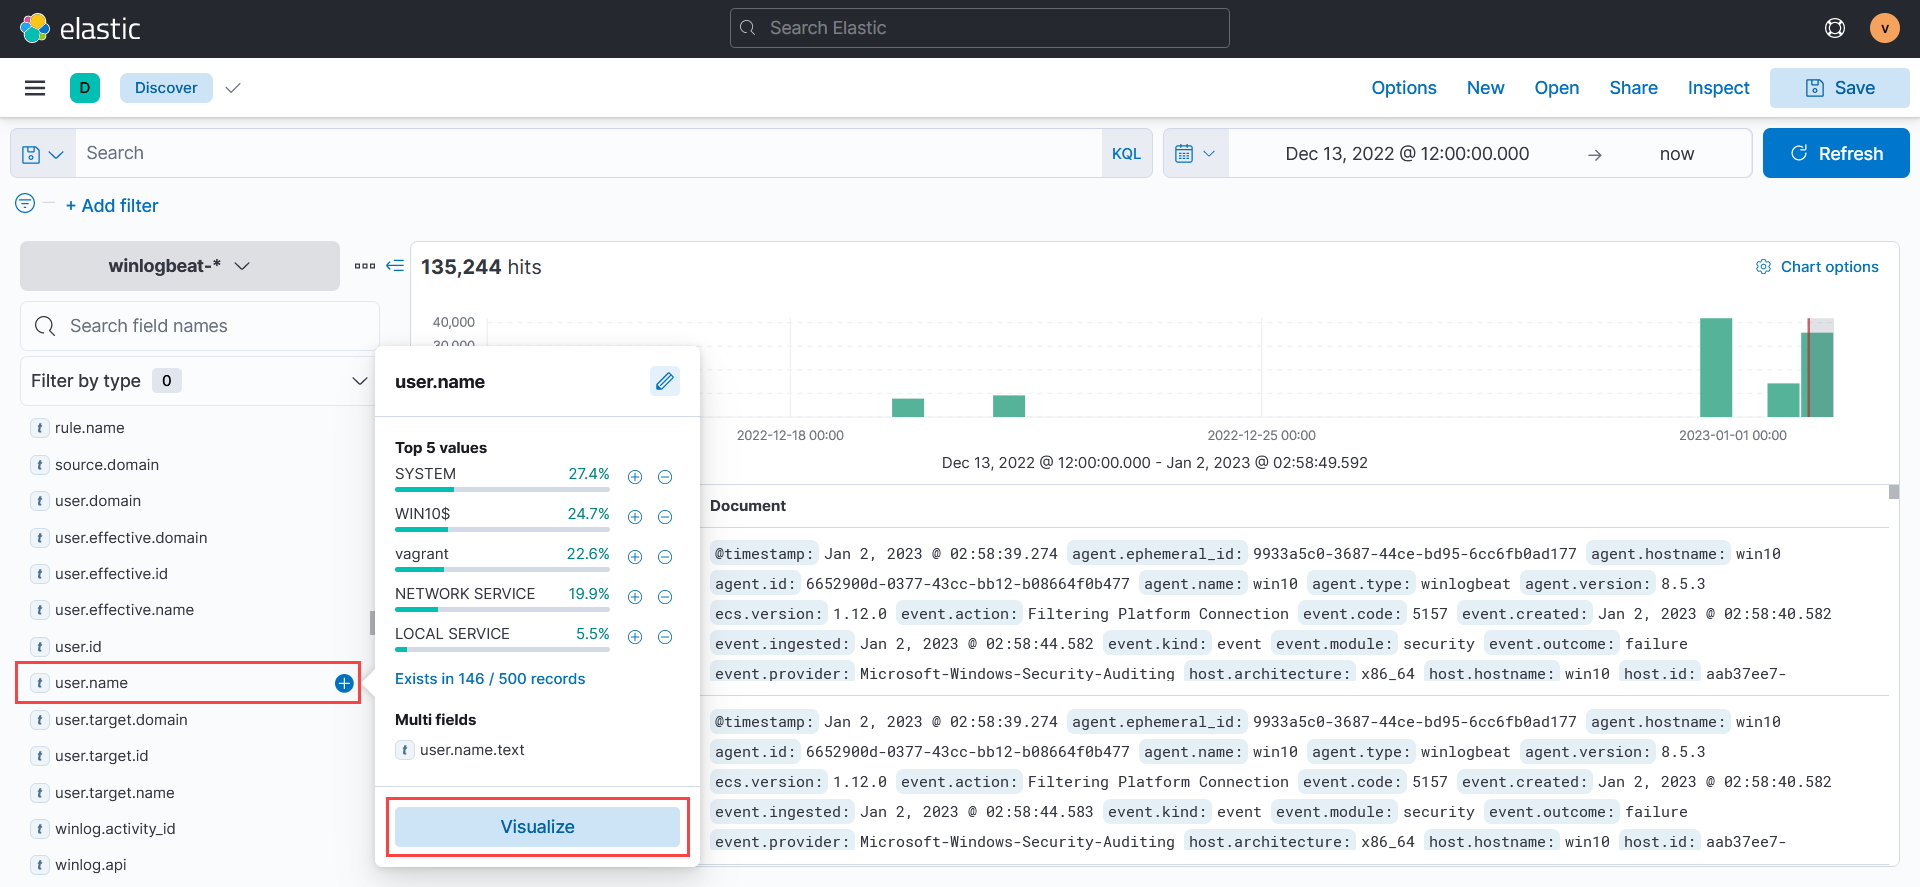 elastic
Search Elastic
v
D
Discover
Options
New
Open
Share
Inspect
Save
Search
KQL
Dec 13, 2022 @ 12:00:00.000
→
now
Refresh
+ Add filter
winlogbeat-*
135,244 hits
Chart options
Search field names
Filter by type 0
t rule.name
t source.domain
t user.domain
t user.effective.domain
t user.effective.id
t user.effective.name
t user.id
t user.name
t user.target.domain
t user.target.id
t user.target.name
t winlog.activity_id
t winlog.api
user.name
Top 5 values
SYSTEM 27.4%
WIN10$ 24.7%
vagrant 22.6%
NETWORK SERVICE 19.9%
LOCAL SERVICE 5.5%
Exists in 146 / 500 records
Multi fields
t user.name.text
Visualize
40,000
30,000
2022-12-18 00:00
2022-12-25 00:00
2023-01-01 00:00
Dec 13, 2022 @ 12:00:00.000 - Jan 2, 2023 @ 02:58:49.592
Document
@timestamp: Jan 2, 2023 @ 02:58:39.274 agent.ephemeral_id: 9933a5c0-3687-44ce-bd95-6cc6fb0ad177 agent.hostname: win10
agent.id: 6652900d-0377-43cc-bb12-b08664f0b477 agent.name: win10 agent.type: winlogbeat agent.version: 8.5.3
ecs.version: 1.12.0 event.action: Filtering Platform Connection event.code: 5157 event.created: Jan 2, 2023 @ 02:58:40.582
event.ingested: Jan 2, 2023 @ 02:58:44.582 event.kind: event event.module: security event.outcome: failure
event.provider: Microsoft-Windows-Security-Auditing host.architecture: x86_64 host.hostname: win10 host.id: aab37ee7-
@timestamp: Jan 2, 2023 @ 02:58:39.274 agent.ephemeral_id: 9933a5c0-3687-44ce-bd95-6cc6fb0ad177 agent.hostname: win10
agent.id: 6652900d-0377-43cc-bb12-b08664f0b477 agent.name: win10 agent.type: winlogbeat agent.version: 8.5.3
ecs.version: 1.12.0 event.action: Filtering Platform Connection event.code: 5157 event.created: Jan 2, 2023 @ 02:58:40.582
event.ingested: Jan 2, 2023 @ 02:58:44.583 event.kind: event event.module: security event.outcome: failure
event.provider: Microsoft-Windows-Security-Auditing host.architecture: x86_64 host.hostname: win10 host.id: aab37ee7-